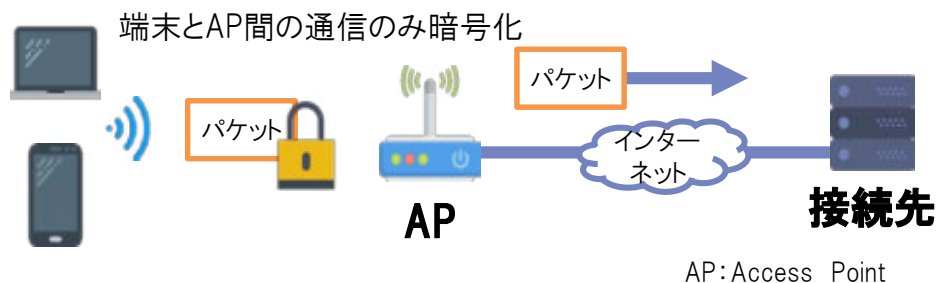 端末とAP間の通信のみ暗号化
パケット
パケット
インター
ネット
AP
接続先
AP:Access Point